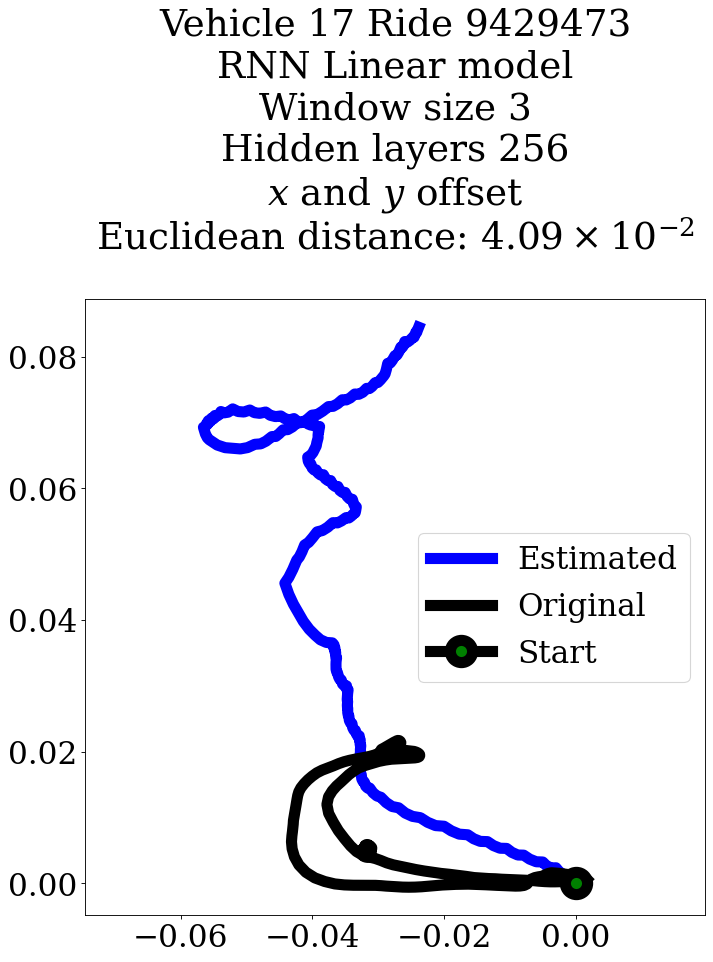 Vehicle 17 Ride 9429473
RNN Linear model
Window size 3
Hidden layers 256
x and y offset
Euclidean distance: 4.09 × 10⁻²
0.08
0.06
0.04
0.02
0.00
Estimated
Original
Start
−0.06 −0.04 −0.02 0.00